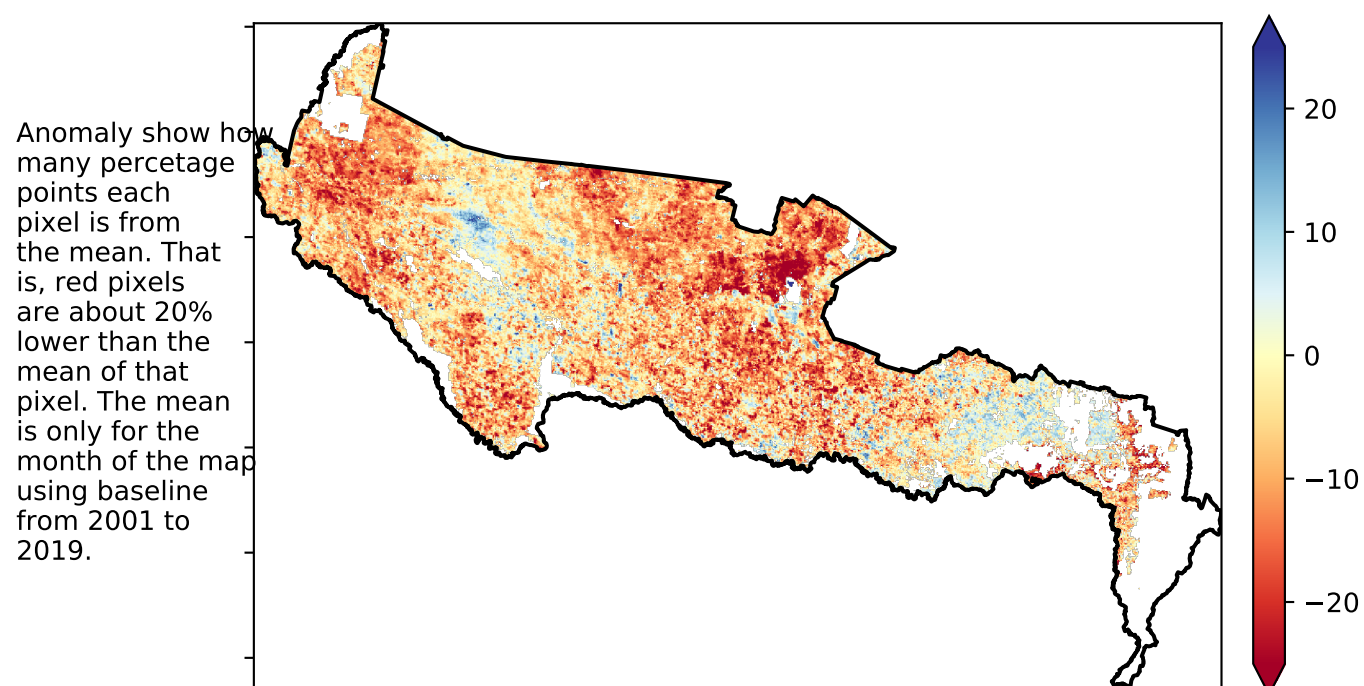 Anomaly show how
many percetage
points each
pixel is from
the mean. That
is, red pixels
are about 20%
lower than the
mean of that
pixel. The mean
is only for the
month of the map
using baseline
from 2001 to
2019.
20
10
0
−10
−20